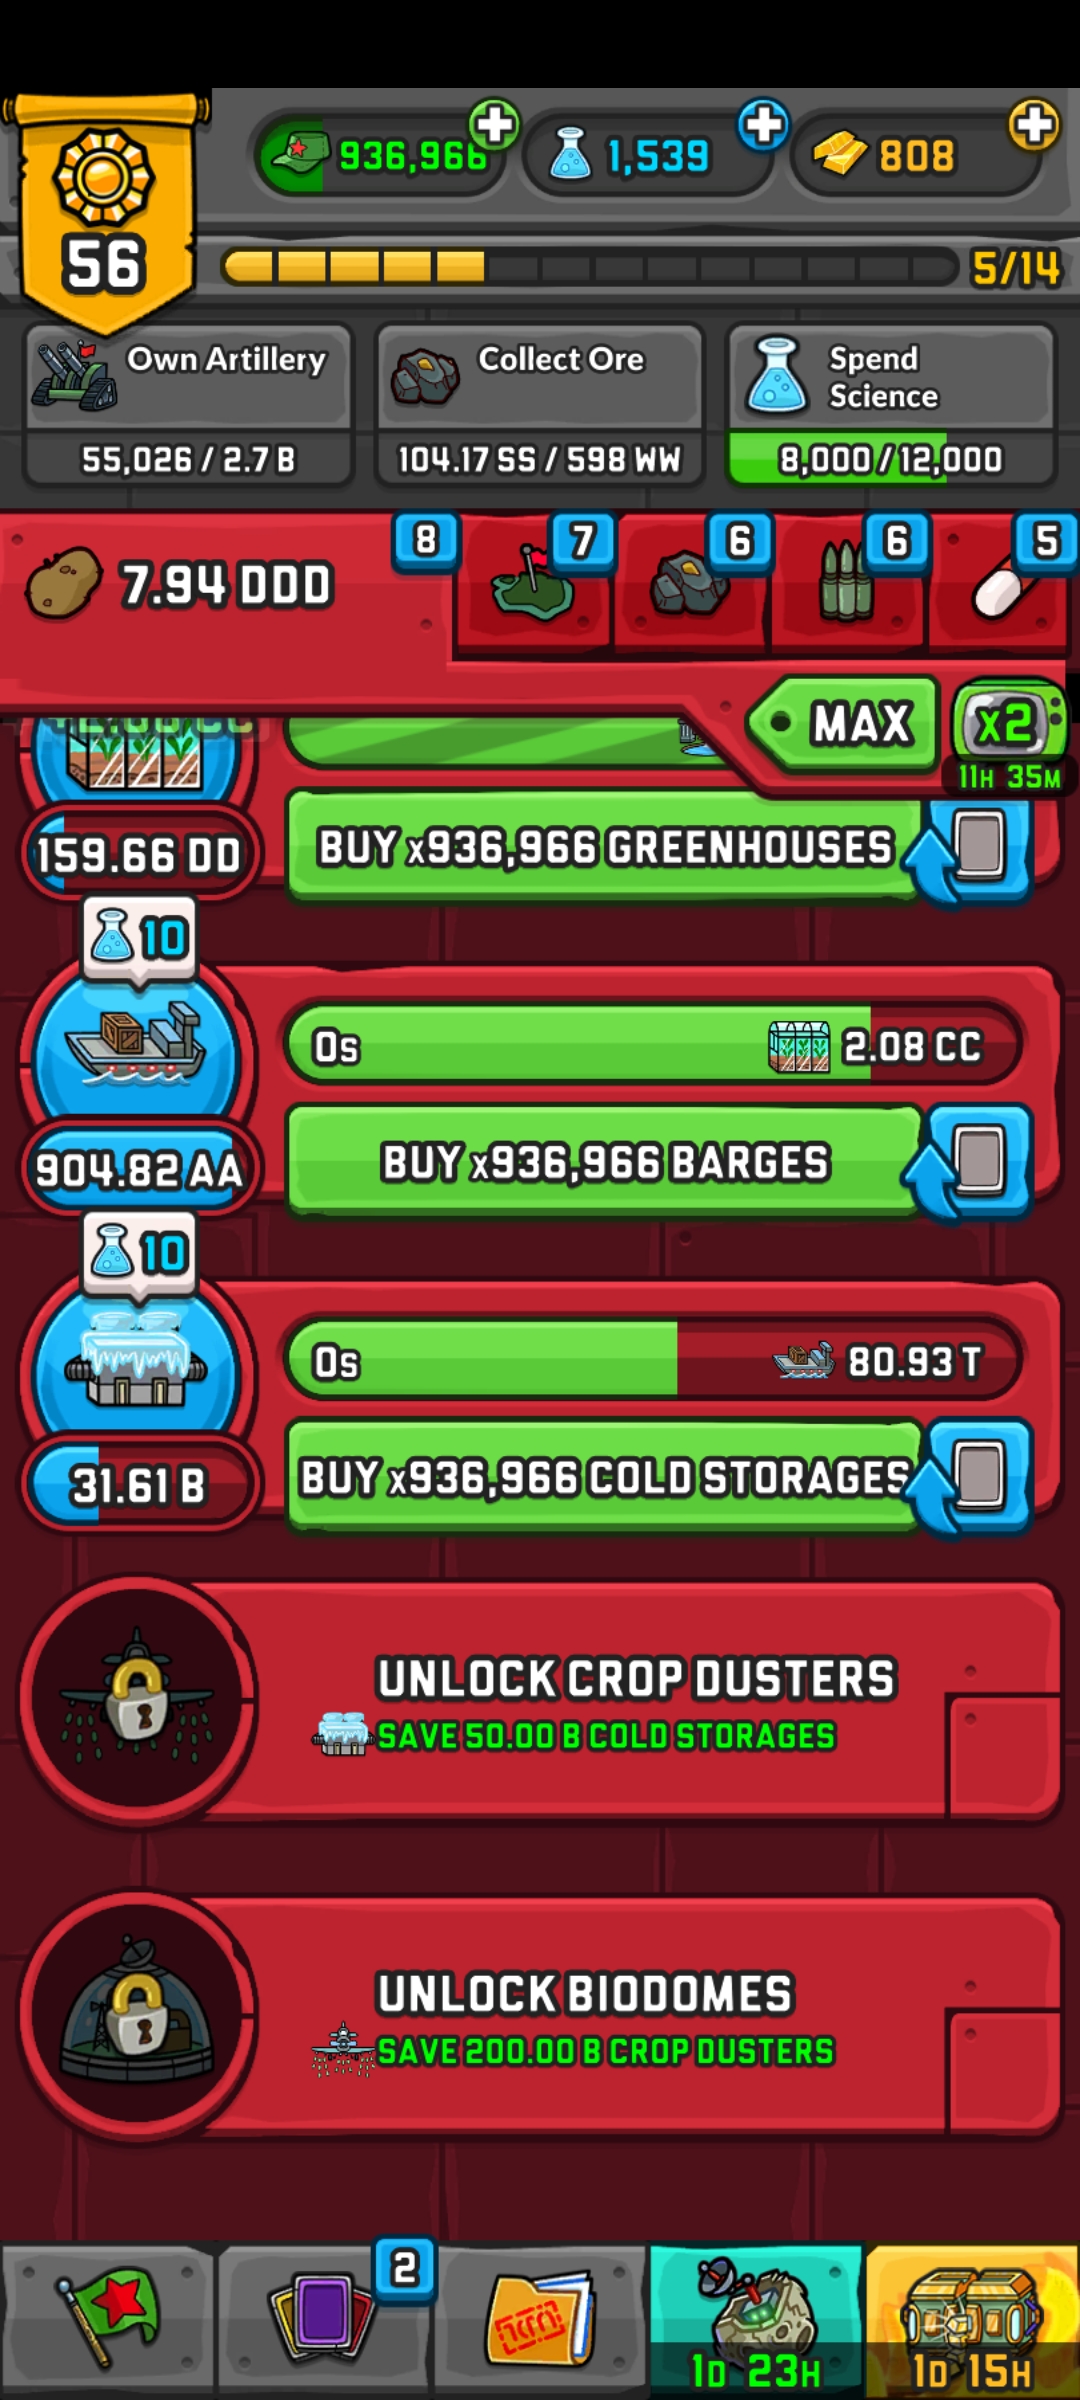 936,966
1,539
808
56
5/14
Own Artillery
55,026 / 2.7 B
Collect Ore
104.17 SS / 598 WW
Spend
Science
8,000 / 12,000
7.94 DDD
8
7
6
6
5
MAX
X2
11H 35M
159.66 DD
BUY x936,966 GREENHOUSES
10
0s
2.08 CC
904.82 AA
BUY x936,966 BARGES
10
0s
80.93 T
31.61 B
BUY x936,966 COLD STORAGES
UNLOCK CROP DUSTERS
SAVE 50.00 B COLD STORAGES
UNLOCK BIODOMES
SAVE 200.00 B CROP DUSTERS
2
1D 23H
1D 15H